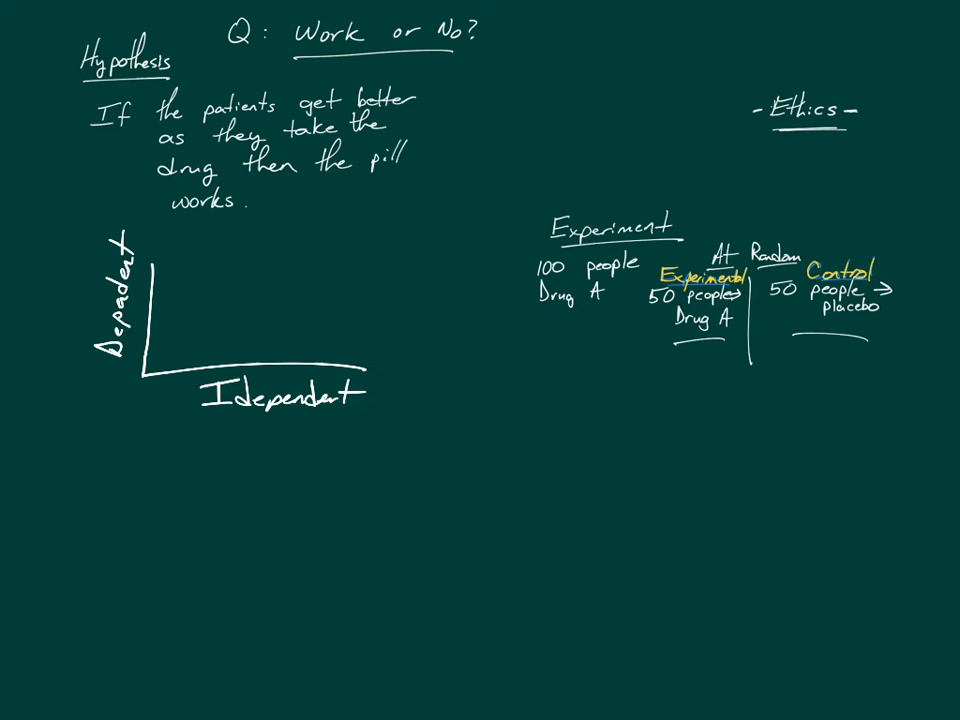 Q: Work or No?
Hypothesis
If the patients get better
as they take the
drug then the pill
works.
- Ethics -
Experiment
100 people
Drug A
At Random
Experimental
50 people→
Drug A
Control
50 people →
placebo
Depadent
Idependent